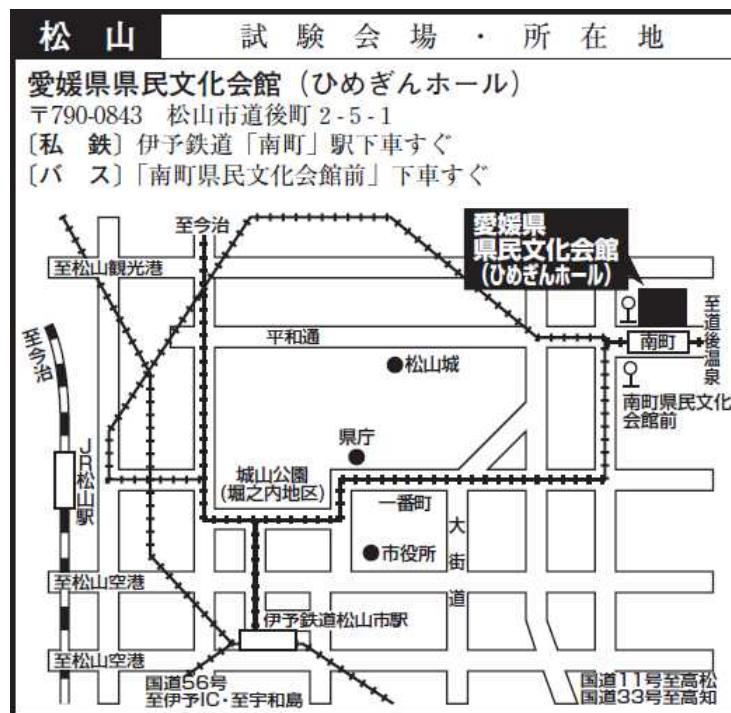 松山 試験会場・所在地
愛媛県県民文化会館（ひめぎんホール）
〒790-0843 松山市道後町2-5-1
〔私 鉄〕伊予鉄道「南町」駅下車すぐ
〔バ ス〕「南町県民文化会館前」下車すぐ
至今治
愛媛県
県民文化会館
（ひめぎんホール）
至松山観光港
至今治
平和通
南町
至道後温泉
松山城
南町県民文化
会館前
県庁
JR松山駅
城山公園
（堀之内地区）
一番町
大街道
市役所
至松山空港
伊予鉄道松山市駅
至松山空港
国道56号
至伊予IC・至宇和島
国道11号至高松
国道33号至高知